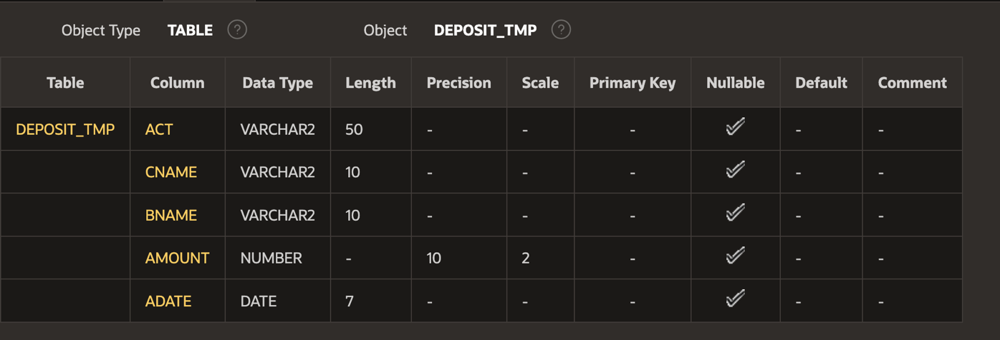 Object Type TABLE ? Object DEPOSIT_TMP ?
Table Column Data Type Length Precision Scale Primary Key Nullable Default Comment
DEPOSIT_TMP ACT VARCHAR2 50 - - - - -
CNAME VARCHAR2 10 - - - - -
BNAME VARCHAR2 10 - - - - -
AMOUNT NUMBER - 10 2 - - -
ADATE DATE 7 - - - - -